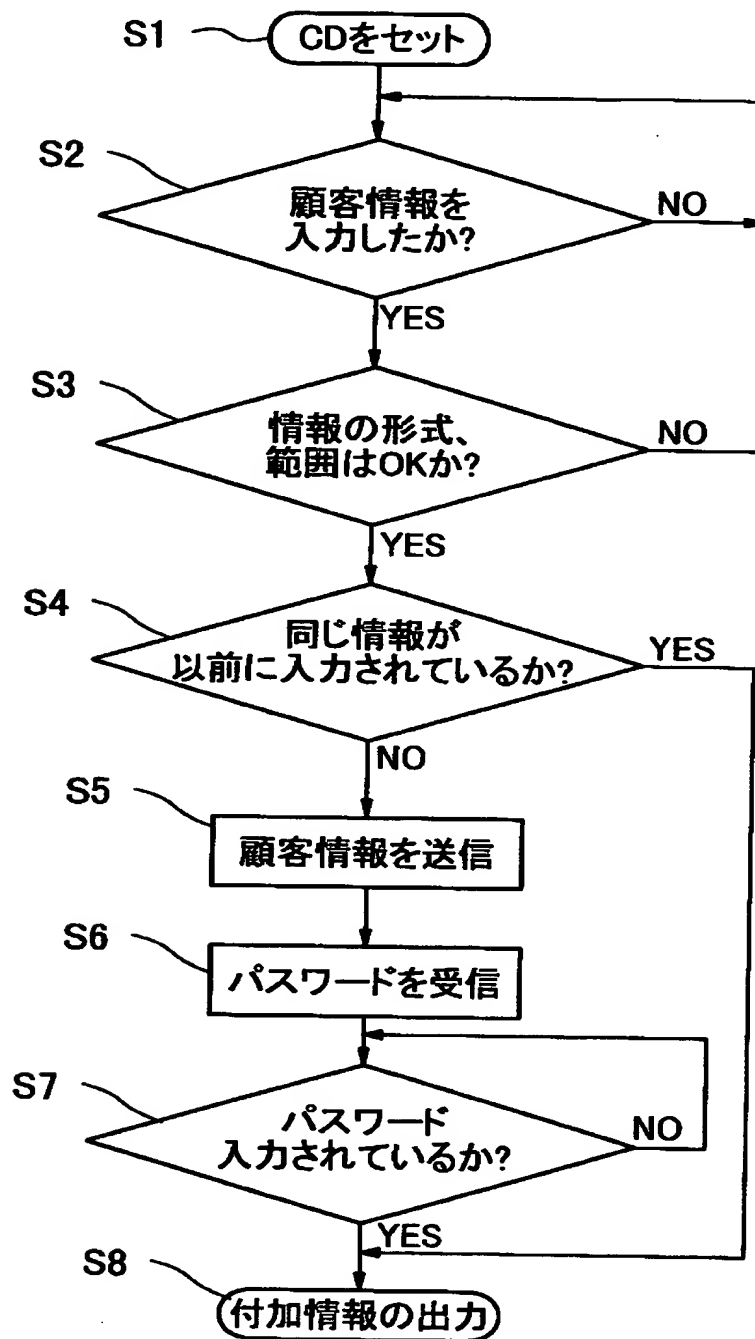 S1
CDをセット
S2
顧客情報を
入力したか?
NO
YES
S3
情報の形式、
範囲はOKか?
NO
YES
S4
同じ情報が
以前に入力されているか?
YES
NO
S5
顧客情報を送信
S6
パスワードを受信
S7
パスワード
入力されているか?
NO
YES
S8
付加情報の出力